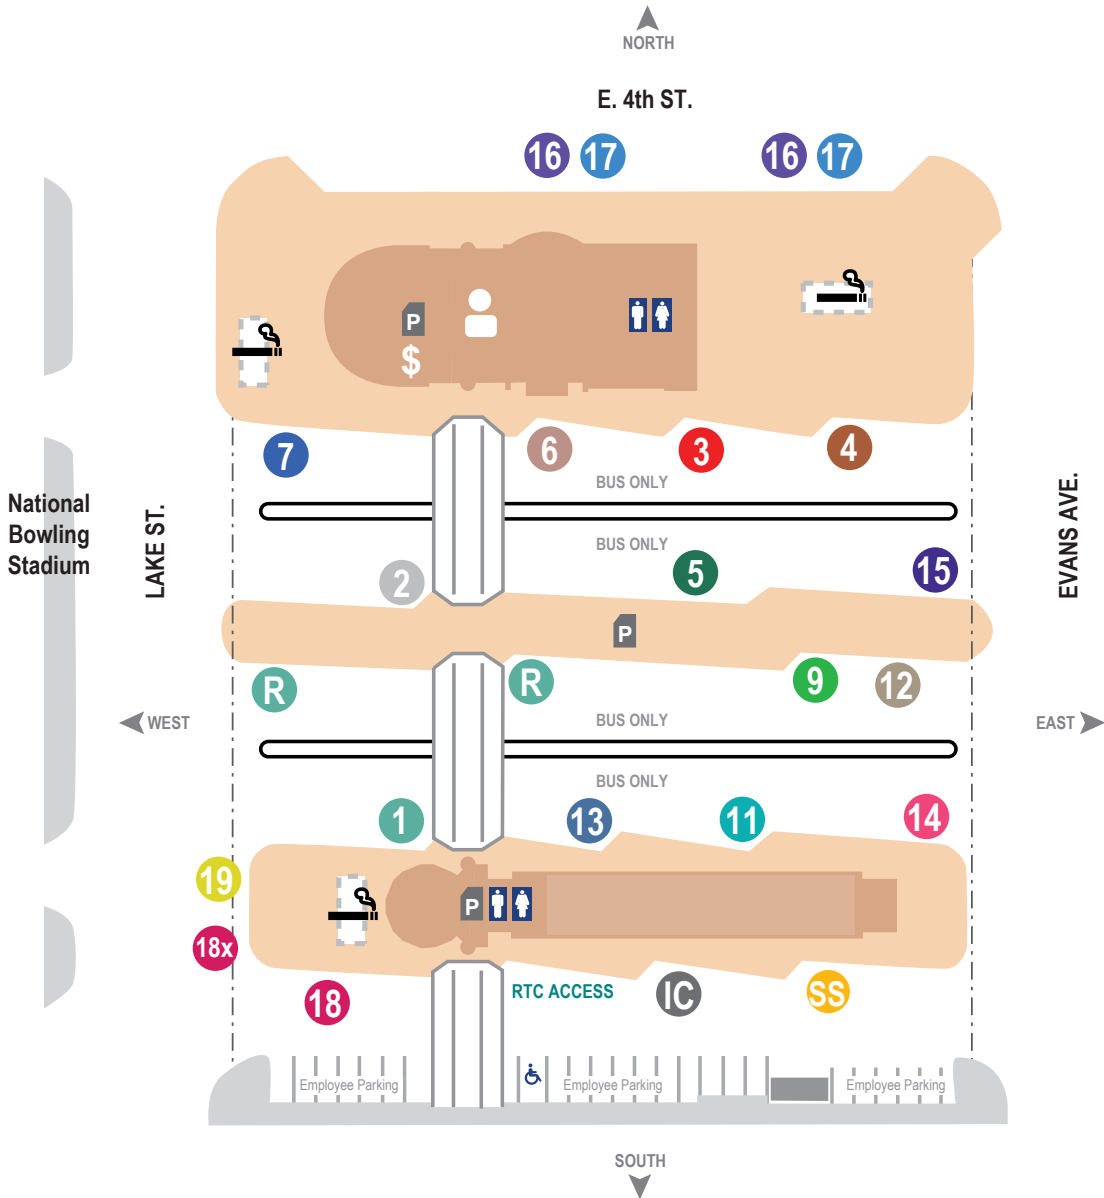 NORTH
E. 4th ST.
16
17
16
17
P
$
7
6
3
4
BUS ONLY
National
Bowling
Stadium
LAKE ST.
EVANS AVE.
BUS ONLY
2
5
15
P
R
R
9
12
WEST
BUS ONLY
EAST
BUS ONLY
1
13
11
14
19
P
18x
18
RTC ACCESS
IC
SS
Employee Parking
Employee Parking
Employee Parking
SOUTH